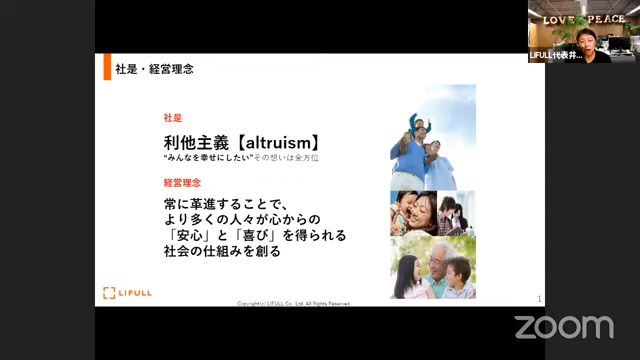 LOVE & PEACE
LIFULL代表井...
社是・経営理念
社是
利他主義【altruism】
“みんなを幸せにしたい”その想いは全方位
経営理念
常に革進することで、
より多くの人々が心からの
「安心」と「喜び」を得られる
社会の仕組みを創る
LIFULL
Copyright(c) LIFULL Co., Ltd. All Rights Reserved.
1
zoom